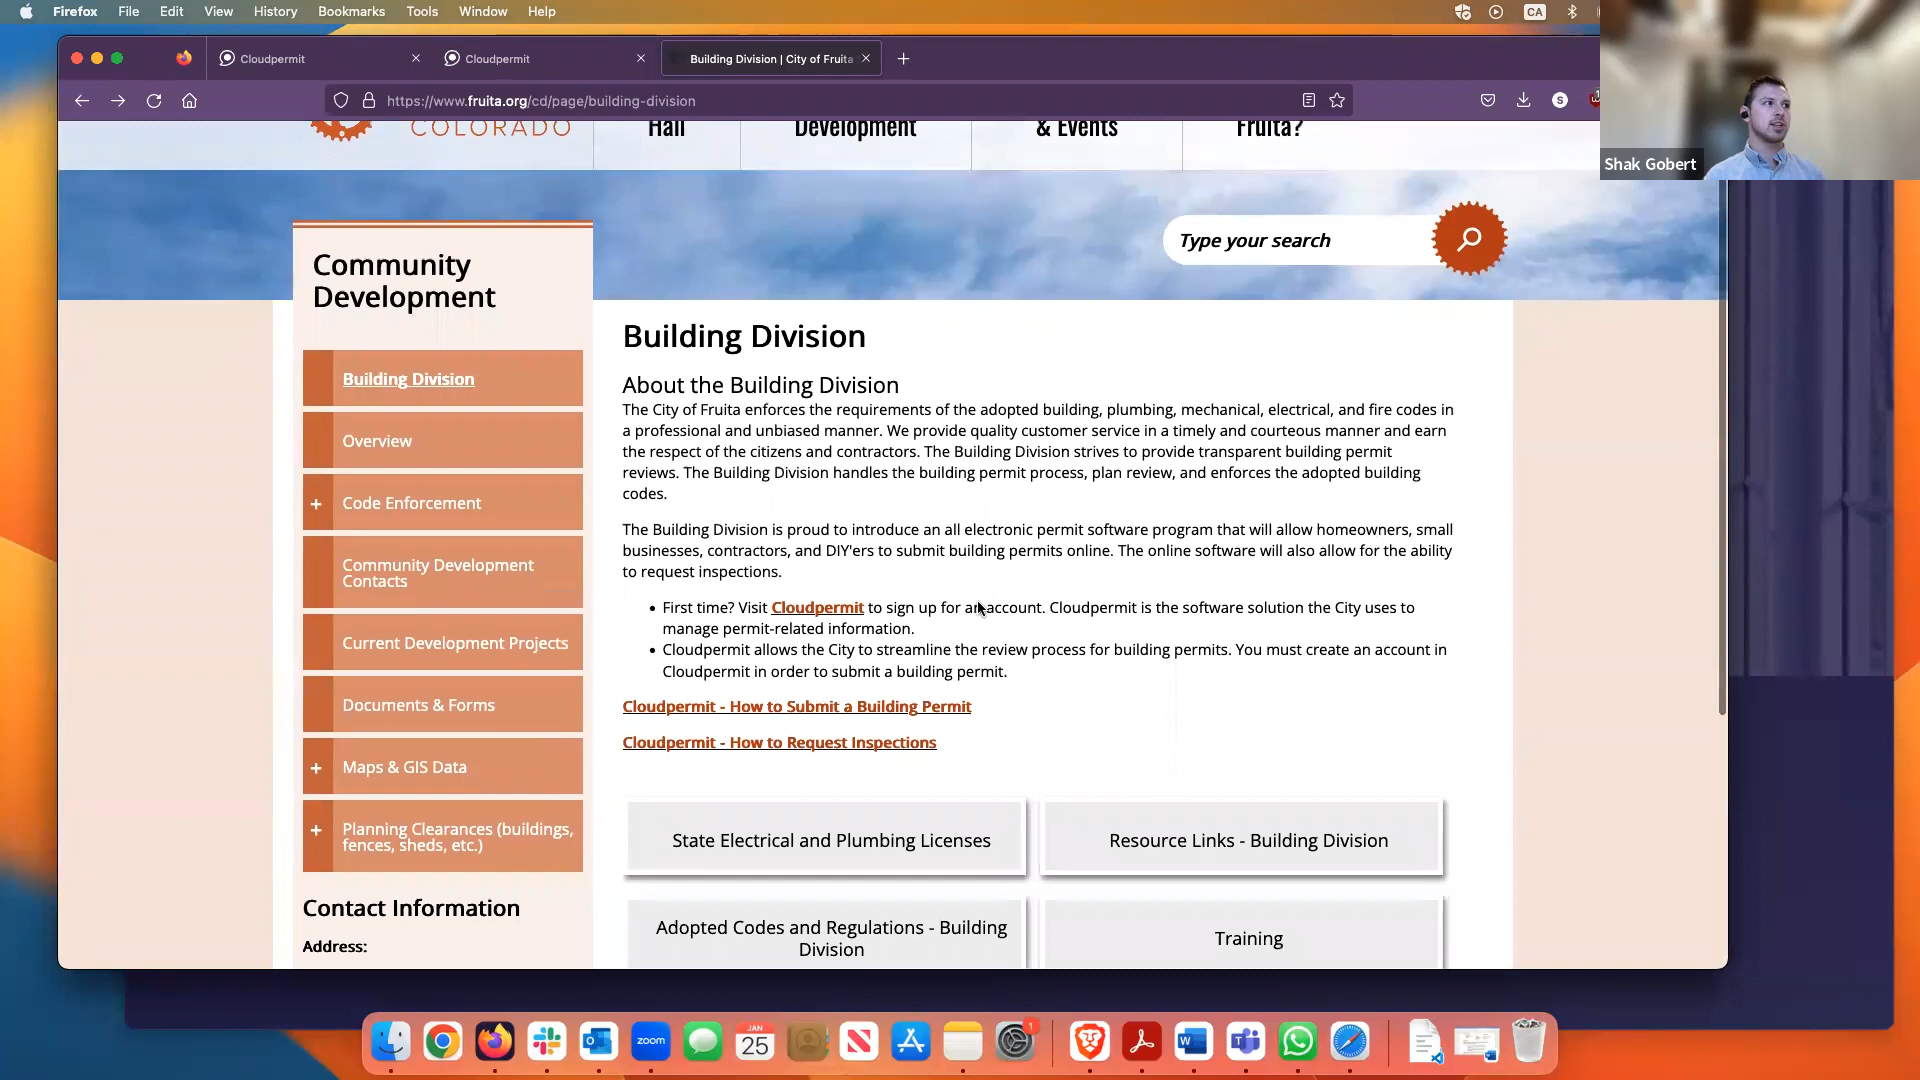 Firefox File Edit View History Bookmarks Tools Window Help
CA
Cloudpermit
Cloudpermit
Building Division | City of Fruita
https://www.fruita.org/cd/page/building-division
S
COLORADO
Hall
Development
& Events
Fruita?
Shak Gobert
Type your search
Community
Development
Building Division
Overview
+ Code Enforcement
Community Development
Contacts
Current Development Projects
Documents & Forms
+ Maps & GIS Data
+ Planning Clearances (buildings,
fences, sheds, etc.)
Contact Information
Address:
Building Division
About the Building Division
The City of Fruita enforces the requirements of the adopted building, plumbing, mechanical, electrical, and fire codes in
a professional and unbiased manner. We provide quality customer service in a timely and courteous manner and earn
the respect of the citizens and contractors. The Building Division strives to provide transparent building permit
reviews. The Building Division handles the building permit process, plan review, and enforces the adopted building
codes.
The Building Division is proud to introduce an all electronic permit software program that will allow homeowners, small
businesses, contractors, and DIY'ers to submit building permits online. The online software will also allow for the ability
to request inspections.
• First time? Visit Cloudpermit to sign up for an account. Cloudpermit is the software solution the City uses to
manage permit-related information.
• Cloudpermit allows the City to streamline the review process for building permits. You must create an account in
Cloudpermit in order to submit a building permit.
Cloudpermit - How to Submit a Building Permit
Cloudpermit - How to Request Inspections
State Electrical and Plumbing Licenses
Resource Links - Building Division
Adopted Codes and Regulations - Building
Division
Training
zoom
JAN
25
1